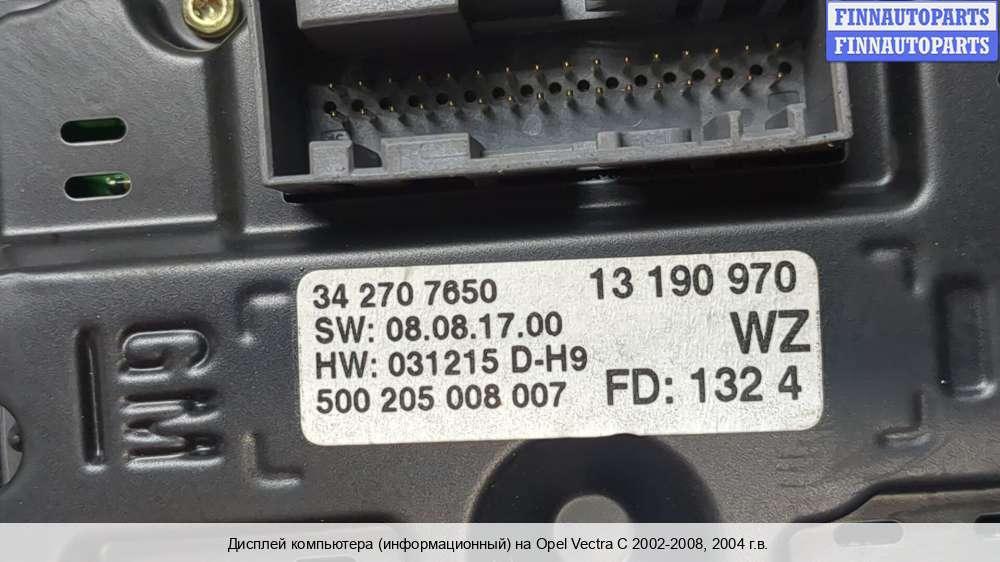 FINNAUTOPARTS
FINNAUTOPARTS
34 270 7650
13 190 970
SW: 08.08.17.00
WZ
HW: 031215 D-H9
500 205 008 007
FD: 132 4
GM
Дисплей компьютера (информационный) на Opel Vectra C 2002-2008, 2004 г.в.